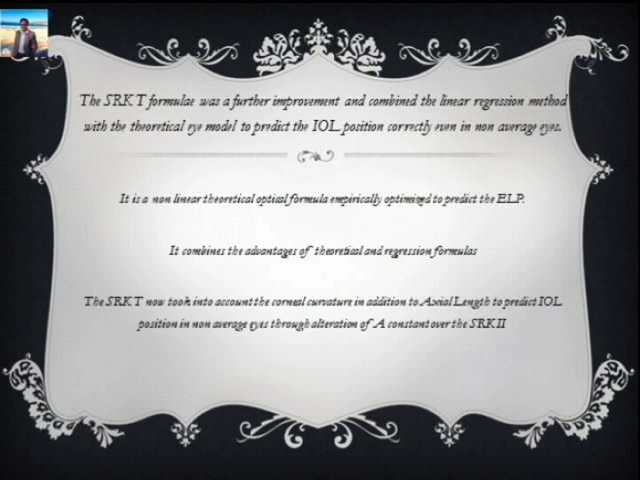 The SRK T formulae was a further improvement and combined the linear regression method
with the theoretical eye model to predict the IOL position correctly even in non average eyes.
It is a non linear theoretical optical formula empirically optimized to predict the ELP.
It combines the advantages of theoretical and regression formulas
The SRK T now took into account the corneal curvature in addition to Axial Length to predict IOL
position in non average eyes through alteration of A constant over the SRK II